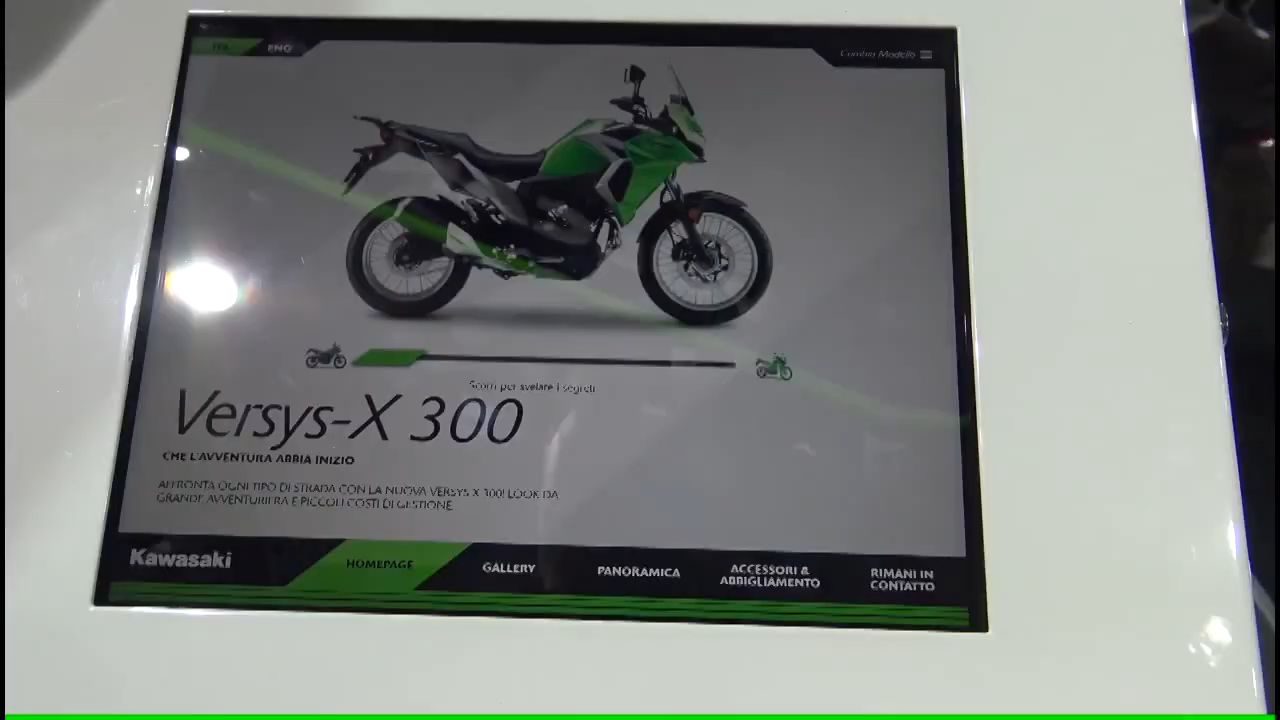 ITA ENG
Cambia Modello
Scorri per svelare i segreti
Versys-X 300
CHE L'AVVENTURA ABBIA INIZIO
AFFRONTA OGNI TIPO DI STRADA CON LA NUOVA VERSYS X 300! LOOK DA
GRANDE AVVENTURIERA E PICCOLI COSTI DI GESTIONE
Kawasaki
HOMEPAGE
GALLERY
PANORAMICA
ACCESSORI &
ABBIGLIAMENTO
RIMANI IN
CONTATTO